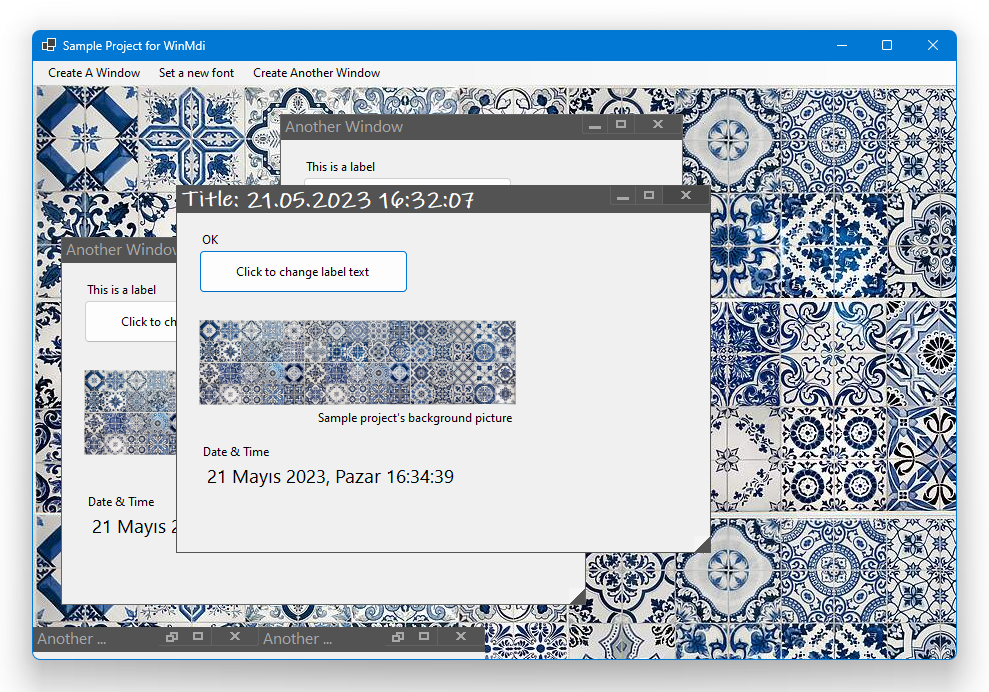 Sample Project for WinMdi
Create A Window Set a new font Create Another Window
Another Window
This is a label
Title: 21.05.2023 16:32:07
OK
Click to change label text
Sample project's background picture
Date & Time
21 Mayıs 2023, Pazar 16:34:39
Another Window
This is a label
Click to ch
Date & Time
21 Mayıs 2
Another ...
Another ...